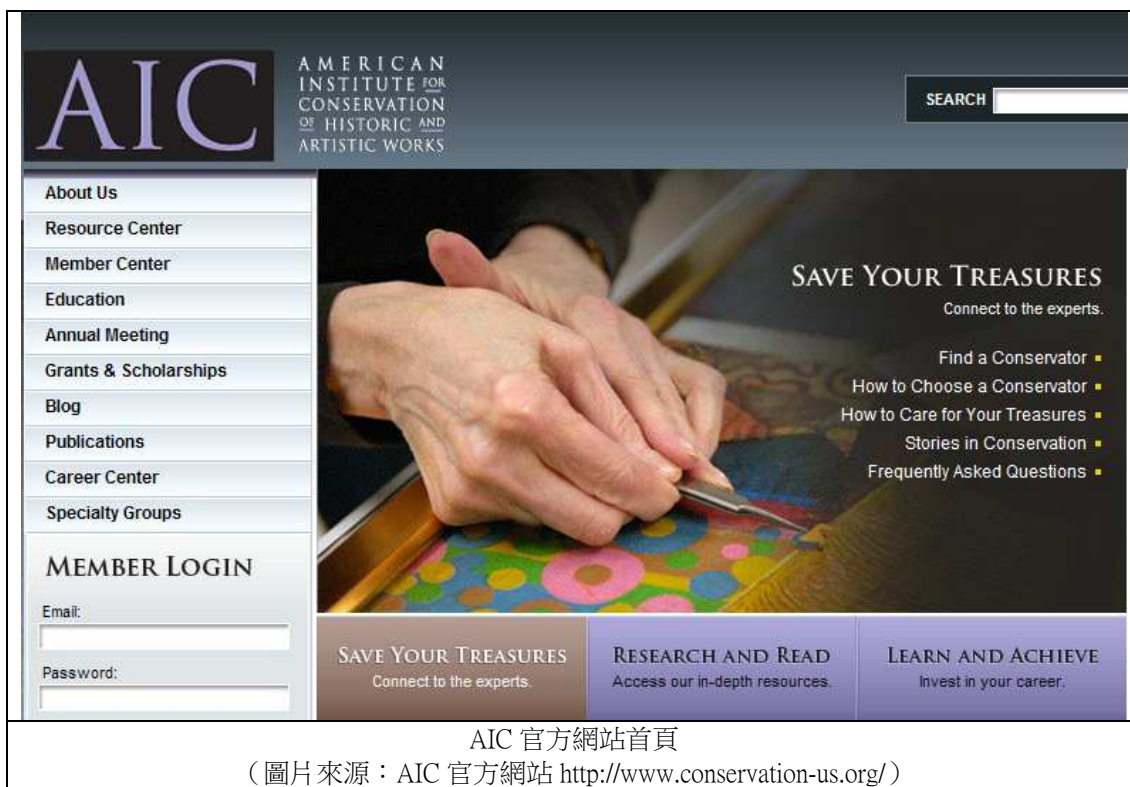 AIC
AMERICAN
INSTITUTE FOR
CONSERVATION
OF HISTORIC AND
ARTISTIC WORKS
SEARCH
About Us
Resource Center
Member Center
Education
Annual Meeting
Grants & Scholarships
Blog
Publications
Career Center
Specialty Groups
MEMBER LOGIN
Email:
Password:
SAVE YOUR TREASURES
Connect to the experts.
Find a Conservator
How to Choose a Conservator
How to Care for Your Treasures
Stories in Conservation
Frequently Asked Questions
SAVE YOUR TREASURES
Connect to the experts.
RESEARCH AND READ
Access our in-depth resources.
LEARN AND ACHIEVE
Invest in your career.
AIC 官方網站首頁
（圖片來源：AIC 官方網站 http://www.conservation-us.org/）